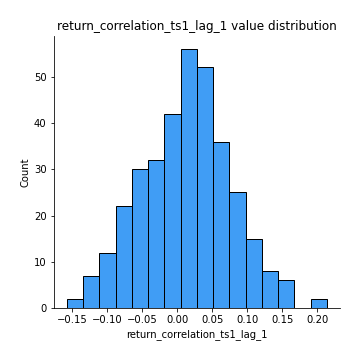 return_correlation_ts1_lag_1 value distribution
Count
50
40
30
20
10
0
−0.15 −0.10 −0.05 0.00 0.05 0.10 0.15 0.20
return_correlation_ts1_lag_1